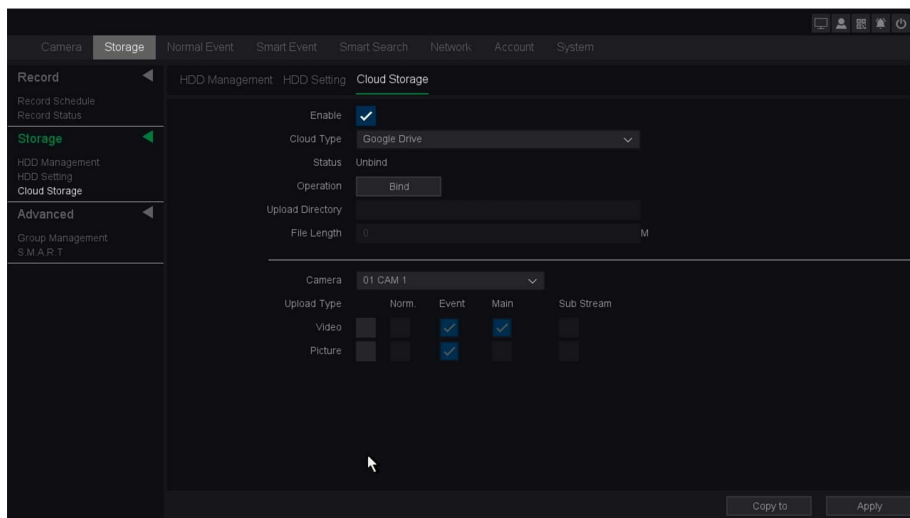 Camera Storage Normal Event Smart Event Smart Search Network Account System
Record
Record Schedule
Record Status
Storage
HDD Management
HDD Setting
Cloud Storage
Advanced
Group Management
S.M.A.R.T
HDD Management HDD Setting Cloud Storage
Enable
Cloud Type Google Drive
Status Unbind
Operation Bind
Upload Directory
File Length 0 M
Camera 01 CAM 1
Upload Type Norm. Event Main Sub Stream
Video
Picture
Copy to Apply